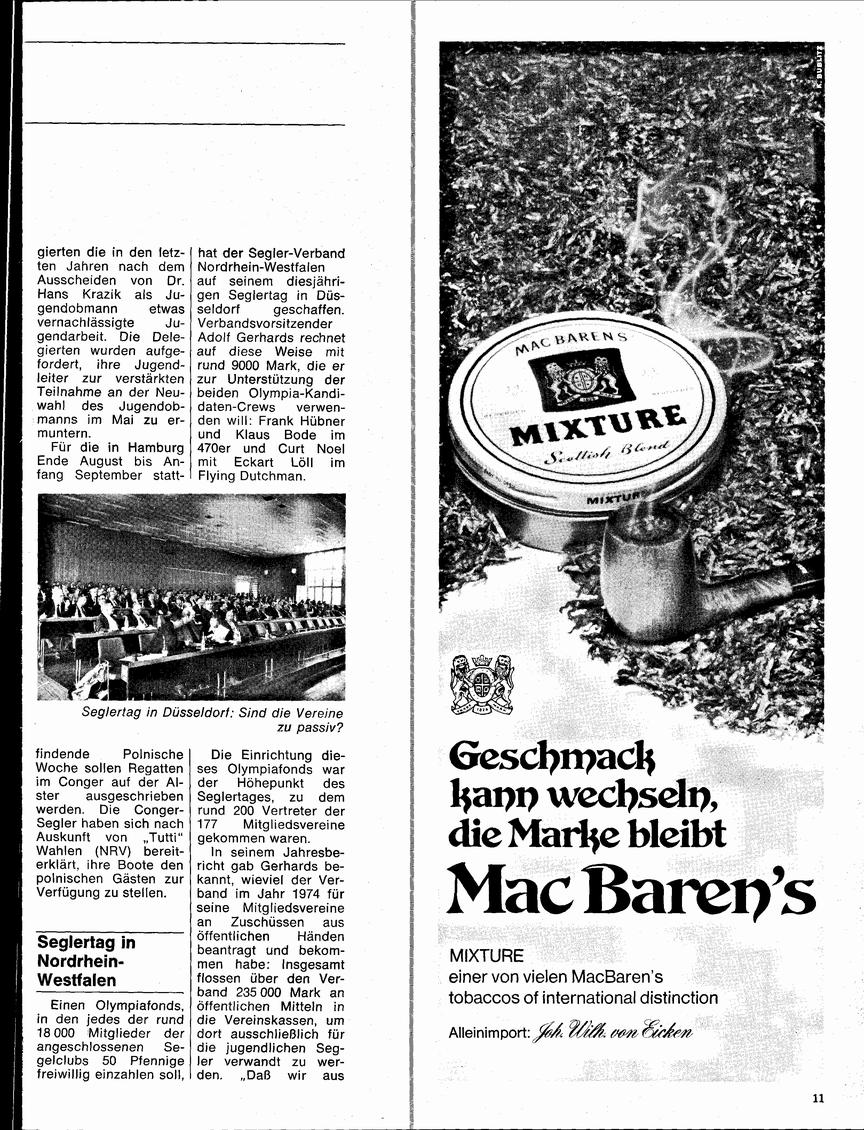 gierten die in den letz-
ten Jahren nach dem
Ausscheiden von Dr.
Hans Krazik als Ju-
gendobmann etwas
vernachlässigte Ju-
gendarbeit. Die Dele-
gierten wurden aufge-
fordert, ihre Jugend-
leiter zur verstärkten
Teilnahme an der Neu-
wahl des Jugendob-
manns im Mai zu er-
muntern.
Für die in Hamburg
Ende August bis An-
fang September statt-
findende Polnische
Woche sollen Regatten
im Conger auf der Al-
ster ausgeschrieben
werden. Die Conger-
Segler haben sich nach
Auskunft von „Tutti“
Wahlen (NRV) bereit-
erklärt, ihre Boote den
polnischen Gästen zur
Verfügung zu stellen.
Seglertag in
Nordrhein-
Westfalen
Einen Olympiafonds,
in den jedes der rund
18 000 Mitglieder der
angeschlossenen Se-
gelclubs 50 Pfennige
freiwillig einzahlen soll,
hat der Segler-Verband
Nordrhein-Westfalen
auf seinem diesjähri-
gen Seglertag in Düs-
seldorf geschaffen.
Verbandsvorsitzender
Adolf Gerhards rechnet
auf diese Weise mit
rund 9000 Mark, die er
zur Unterstützung der
beiden Olympia-Kandi-
daten-Crews verwen-
den will: Frank Hübner
und Klaus Bode im
470er und Curt Noel
mit Eckart Löll im
Flying Dutchman.
Seglertag in Düsseldorf: Sind die Vereine
zu passiv?
Die Einrichtung die-
ses Olympiafonds war
der Höhepunkt des
Seglertages, zu dem
rund 200 Vertreter der
177 Mitgliedsvereine
gekommen waren.
In seinem Jahresbe-
richt gab Gerhards be-
kannt, wieviel der Ver-
band im Jahr 1974 für
seine Mitgliedsvereine
an Zuschüssen aus
öffentlichen Händen
beantragt und bekom-
men habe: Insgesamt
flossen über den Ver-
band 235 000 Mark an
öffentlichen Mitteln in
die Vereinskassen, um
dort ausschließlich für
die jugendlichen Seg-
ler verwandt zu wer-
den. „Daß wir aus
K. BUBLITZ
MAC BARENS
MIXTURE
Scottish Blend
MIXTUR
Geschmack
kann wechseln,
die Marke bleibt
Mac Baren's
MIXTURE
einer von vielen MacBaren's
tobaccos of international distinction
Alleinimport: Joh. Wilh. von Eicken
11